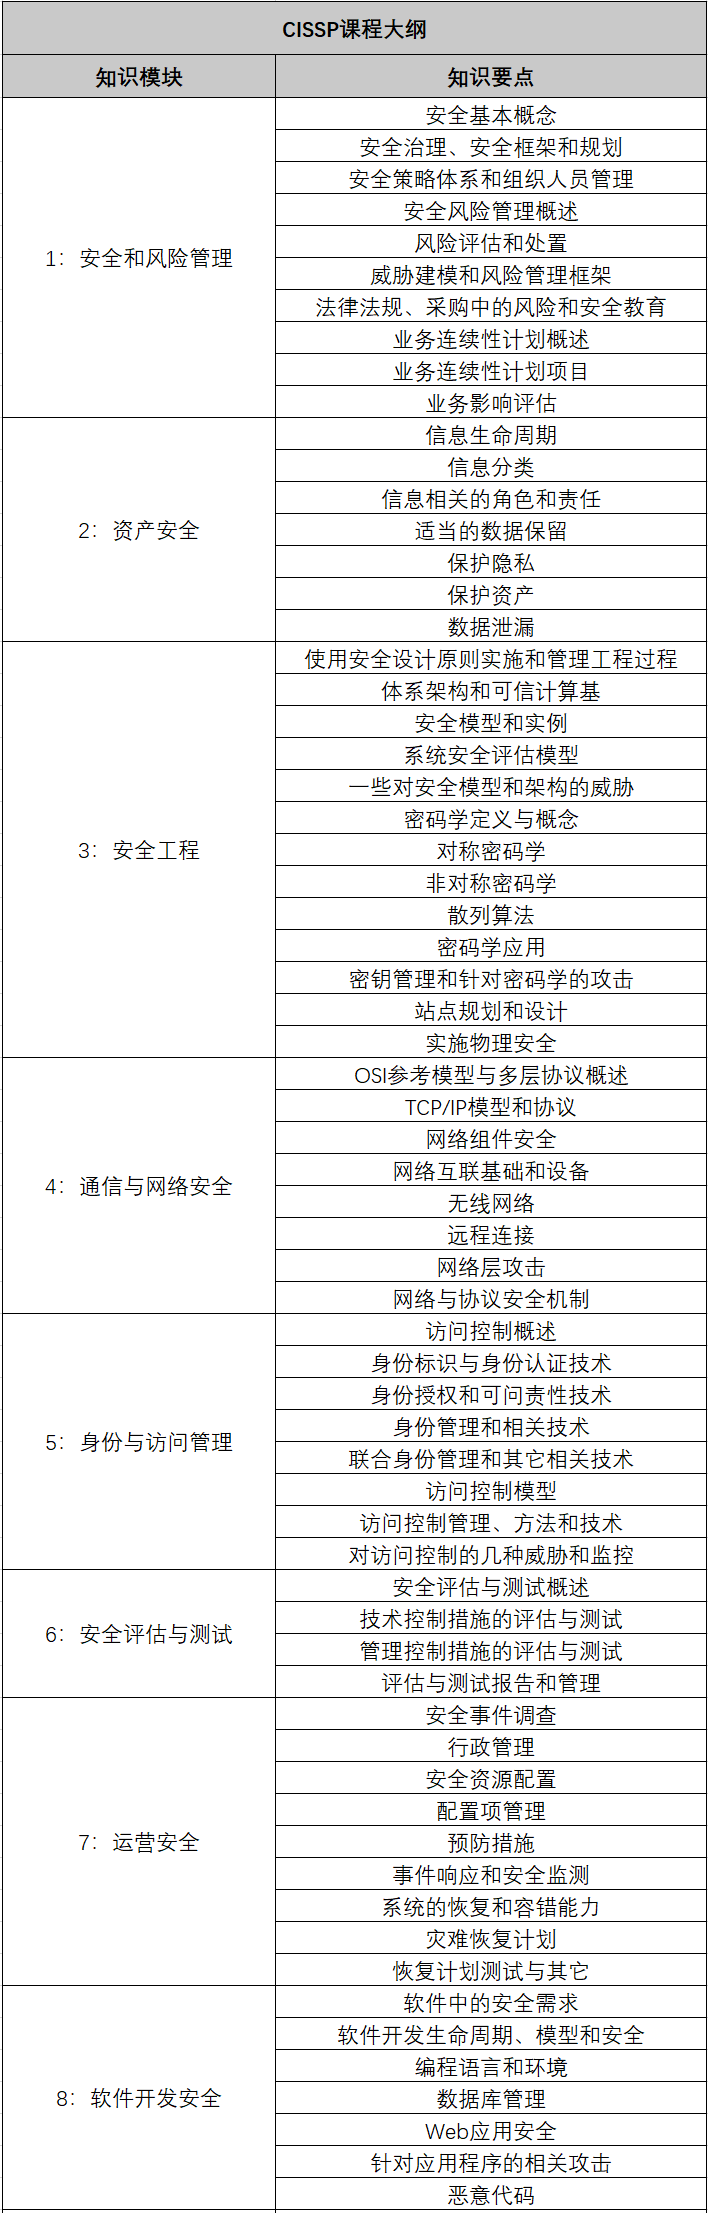 CISSP课程大纲
知识模块
知识要点
1：安全和风险管理
安全基本概念
安全治理、安全框架和规划
安全策略体系和组织人员管理
安全风险管理概述
风险评估和处置
威胁建模和风险管理框架
法律法规、采购中的风险和安全教育
业务连续性计划概述
业务连续性计划项目
业务影响评估
2：资产安全
信息生命周期
信息分类
信息相关的角色和责任
适当的数据保留
保护隐私
保护资产
数据泄漏
3：安全工程
使用安全设计原则实施和管理工程过程
体系架构和可信计算基
安全模型和实例
系统安全评估模型
一些对安全模型和架构的威胁
密码学定义与概念
对称密码学
非对称密码学
散列算法
密码学应用
密钥管理和针对密码学的攻击
站点规划和设计
实施物理安全
4：通信与网络安全
OSI参考模型与多层协议概述
TCP/IP模型和协议
网络组件安全
网络互联基础和设备
无线网络
远程连接
网络层攻击
网络与协议安全机制
5：身份与访问管理
访问控制概述
身份标识与身份认证技术
身份授权和可问责性技术
身份管理和相关技术
联合身份管理和其它相关技术
访问控制模型
访问控制管理、方法和技术
对访问控制的几种威胁和监控
6：安全评估与测试
安全评估与测试概述
技术控制措施的评估与测试
管理控制措施的评估与测试
评估与测试报告和管理
7：运营安全
安全事件调查
行政管理
安全资源配置
配置项管理
预防措施
事件响应和安全监测
系统的恢复和容错能力
灾难恢复计划
恢复计划测试与其它
8：软件开发安全
软件中的安全需求
软件开发生命周期、模型和安全
编程语言和环境
数据库管理
Web应用安全
针对应用程序的相关攻击
恶意代码